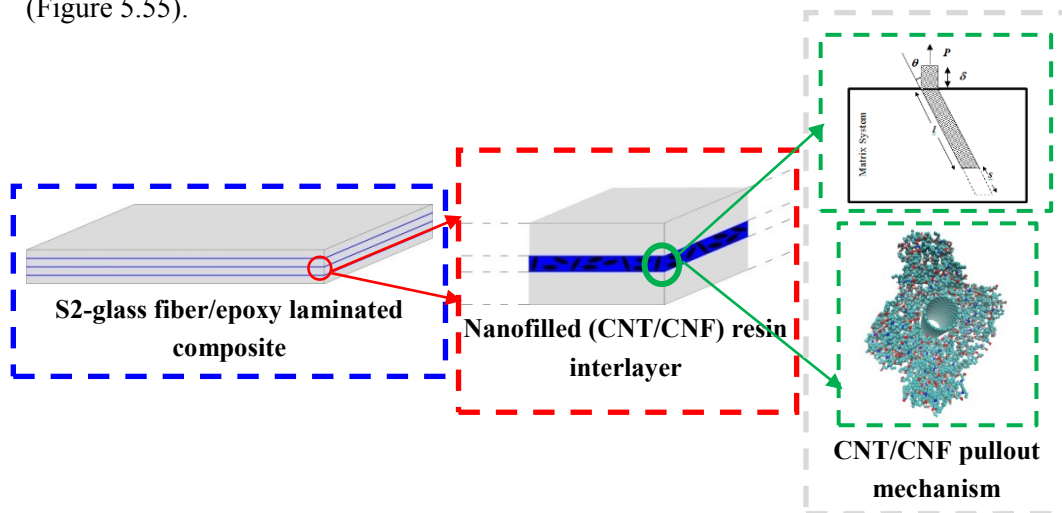 (Figure 5.55).
P
θ
δ
Matrix System
l
s
S2-glass fiber/epoxy laminated
composite
Nanofilled (CNT/CNF) resin
interlayer
CNT/CNF pullout
mechanism